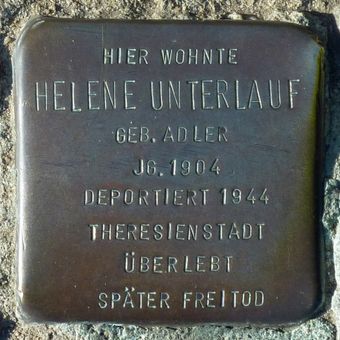 HIER WOHNTE
HELENE UNTERLAUF
GEB. ADLER
JG. 1904
DEPORTIERT 1944
THERESIENSTADT
ÜBERLEBT
SPÄTER FREITOD